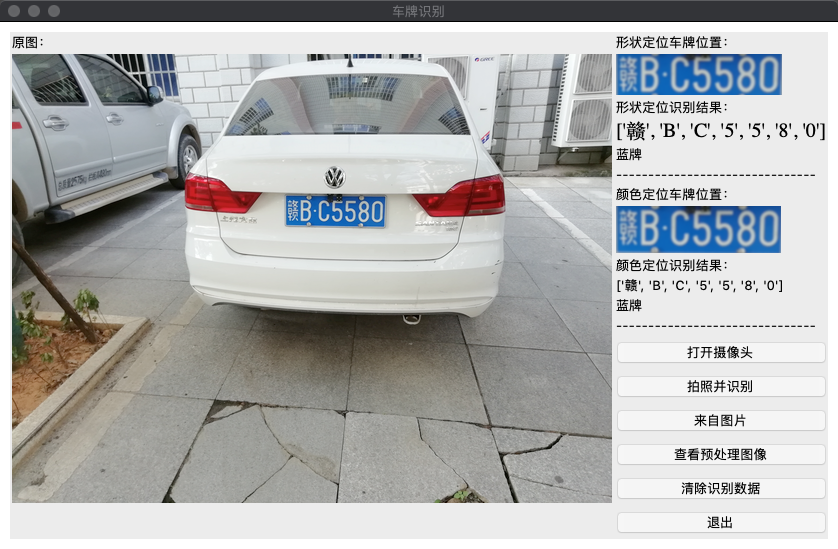 车牌识别
原图：
GREE
赣B·C5580
形状定位车牌位置：
赣B·C5580
形状定位识别结果：
['赣', 'B', 'C', '5', '5', '8', '0']
蓝牌
-------------------------------
颜色定位车牌位置：
赣B·C5580
颜色定位识别结果：
['赣', 'B', 'C', '5', '5', '8', '0']
蓝牌
-------------------------------
打开摄像头
拍照并识别
来自图片
查看预处理图像
清除识别数据
退出